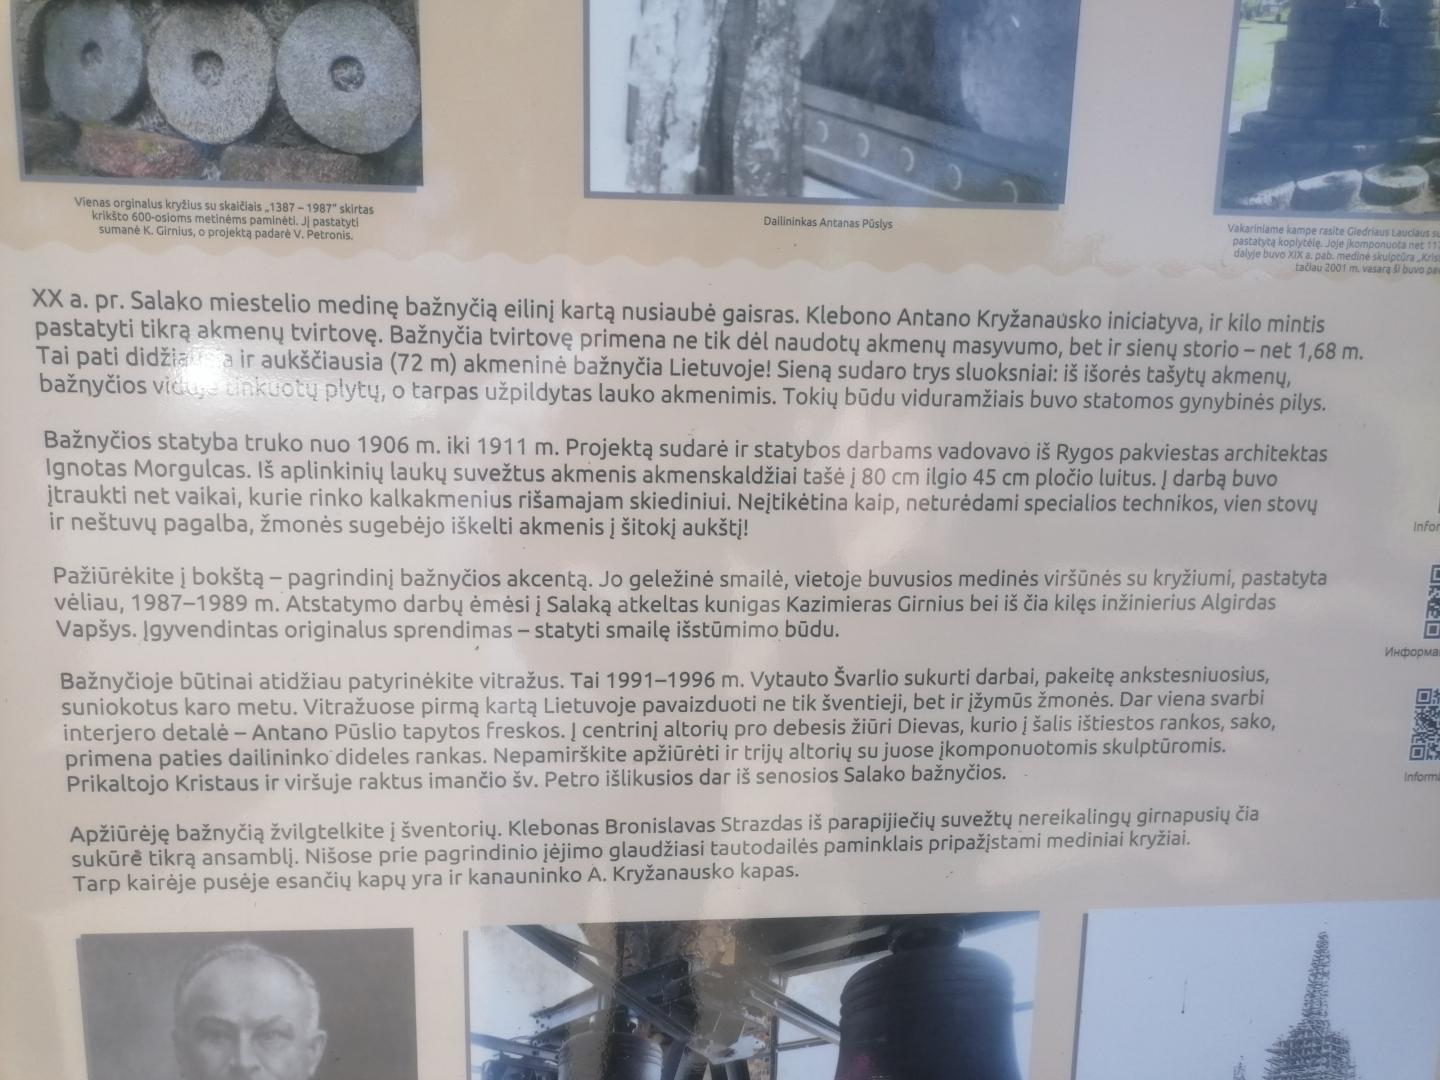 Vienas orginalus kryžius su skaičiais „1387 – 1987" skirtas
krikšto 600-osioms metinėms paminėti. Jį pastatyti
sumanė K. Girnius, o projektą padarė V. Petronis.
Dailininkas Antanas Pūslys
Vakariniame kampe rasite Giedriaus Lauciaus
pastatytą koplytėlę. Joje įkomponuota net
dalyje buvo XIX a. pab. medinė skulptūra
tačiau 2001 m. vasarą ši buvo
XX a. pr. Salako miestelio medinę bažnyčią eilinį kartą nusiaubė gaisras. Klebono Antano Kryžanausko iniciatyva, ir kilo mintis
pastatyti tikrą akmenų tvirtovę. Bažnyčia tvirtovę primena ne tik dėl naudotų akmenų masyvumo, bet ir sienų storio – net 1,68 m.
Tai pati ir aukščiausia (72 m) akmeninė bažnyčia Lietuvoje! Sieną sudaro trys sluoksniai: iš išorės tašytų akmenų,
bažnyčios viduje tinkuotų plytų, o tarpas užpildytas lauko akmenimis. Tokių būdu viduramžiais buvo statomos gynybinės pilys.
Bažnyčios statyba truko nuo 1906 m. iki 1911 m. Projektą sudarė ir statybos darbams vadovavo iš Rygos pakviestas architektas
Ignotas Morgulcas. Iš aplinkinių laukų suvežtus akmenis akmenskaldžiai tašė į 80 cm ilgio 45 cm pločio luitus. Į darbą buvo
įtraukti net vaikai, kurie rinko kalkakmenius rišamajam skiediniui. Neįtikėtina kaip, neturėdami specialios technikos, vien stovų
ir neštuvų pagalba, žmonės sugebėjo iškelti akmenis į šitokį aukštį!
Pažiūrėkite į bokštą – pagrindinį bažnyčios akcentą. Jo geležinė smailė, vietoje buvusios medinės viršūnės su kryžiumi, pastatyta
vėliau, 1987–1989 m. Atstatymo darbų ėmėsi į Salaką atkeltas kunigas Kazimieras Girnius bei iš čia kilęs inžinierius Algirdas
Vapšys. Įgyvendintas originalus sprendimas – statyti smailę išstūmimo būdu.
Bažnyčioje būtinai atidžiau patyrinėkite vitražus. Tai 1991–1996 m. Vytauto Švarlio sukurti darbai, pakeitę ankstesniuosius,
suniokotus karo metu. Vitražuose pirmą kartą Lietuvoje pavaizduoti ne tik šventieji, bet ir įžymūs žmonės. Dar viena svarbi
interjero detalė – Antano Pūslio tapytos freskos. Į centrinį altorių pro debesis žiūri Dievas, kurio į šalis ištiestos rankos, sako,
primena paties dailininko dideles rankas. Nepamirškite apžiūrėti ir trijų altorių su juose įkomponuotomis skulptūromis.
Prikaltojo Kristaus ir viršuje raktus imančio šv. Petro išlikusios dar iš senosios Salako bažnyčios.
Apžiūrėję bažnyčią žvilgtelkite į šventorių. Klebonas Bronislavas Strazdas iš parapijiečių suvežtų nereikalingų girnapusių čia
sukūrė tikrą ansamblį. Nišose prie pagrindinio įėjimo glaudžiasi tautodailės paminklais pripažįstami mediniai kryžiai.
Tarp kairėje pusėje esančių kapų yra ir kanauninko A. Kryžanausko kapas.